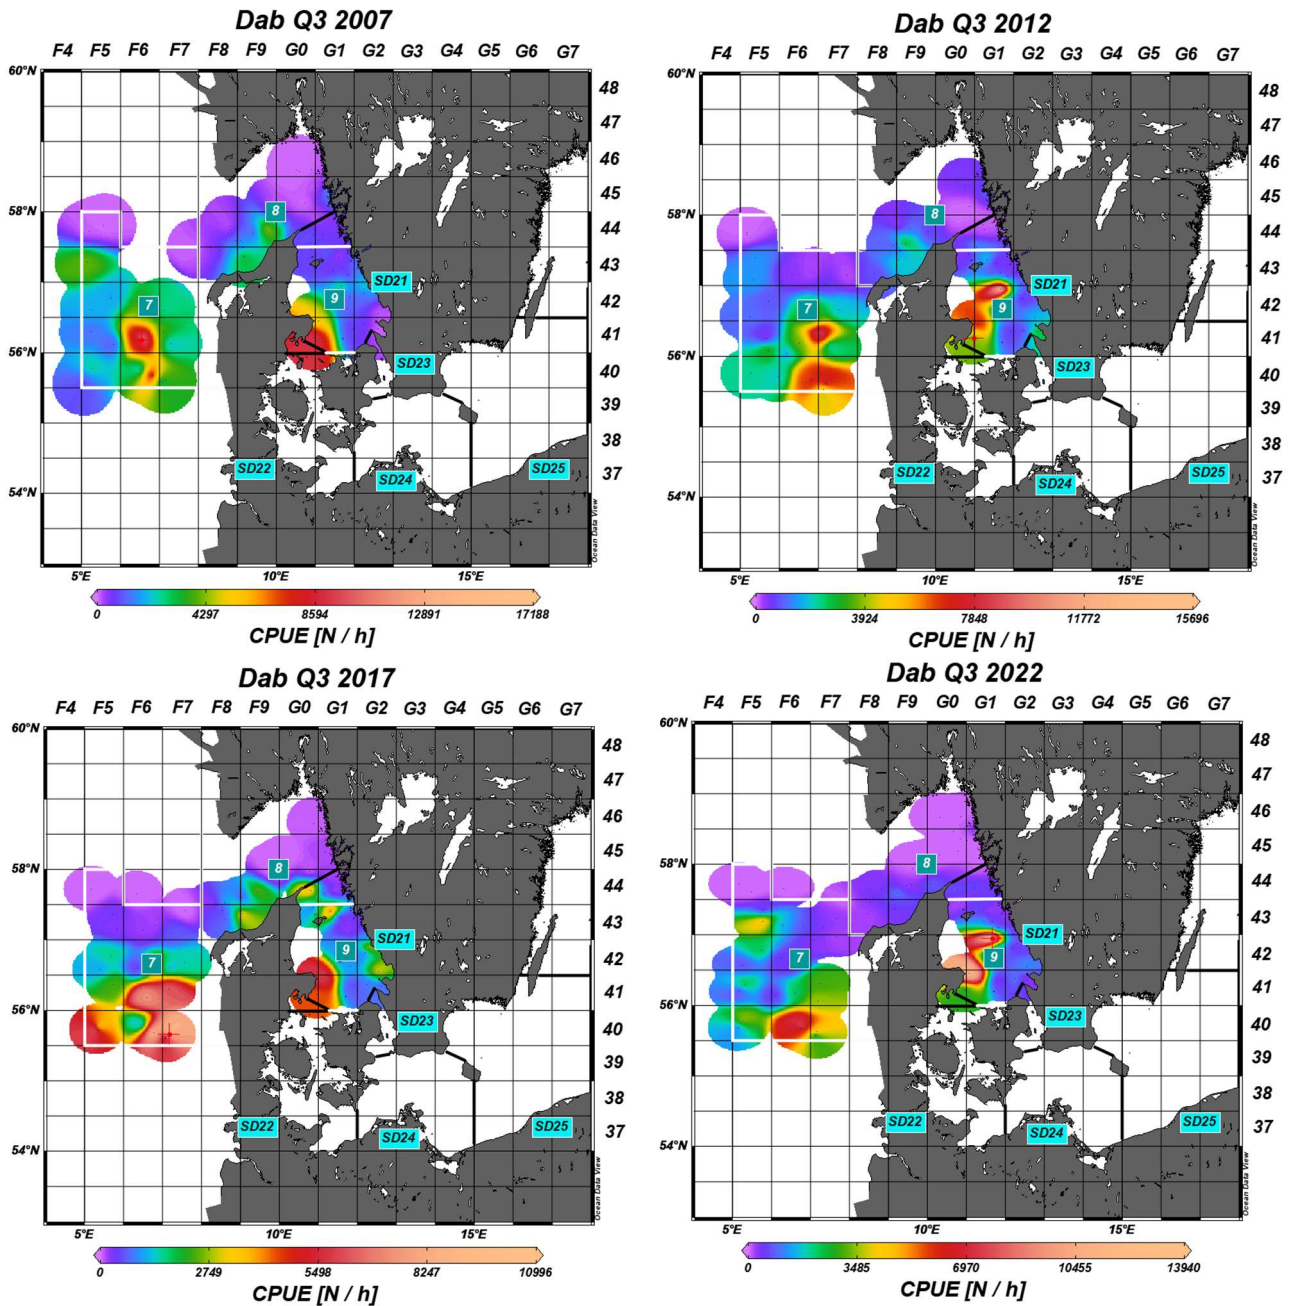 Dab Q3 2007
F4 F5 F6 F7 F8 F9 G0 G1 G2 G3 G4 G5 G6 G7
60°N
48
47
46
45
58°N
8
44
SD21
43
7
9
42
41
56°N
SD23
40
39
38
SD22
SD24
SD25
37
54°N
Ocean Data View
5°E 10°E 15°E
0 4297 8594 12891 17188
CPUE [N / h]
Dab Q3 2012
F4 F5 F6 F7 F8 F9 G0 G1 G2 G3 G4 G5 G6 G7
60°N
48
47
46
45
58°N
8
44
SD21
43
7
9
42
41
56°N
SD23
40
39
38
SD22
SD24
SD25
37
54°N
Ocean Data View
5°E 10°E 15°E
0 3924 7848 11772 15696
CPUE [N / h]
Dab Q3 2017
F4 F5 F6 F7 F8 F9 G0 G1 G2 G3 G4 G5 G6 G7
60°N
48
47
46
45
58°N
8
44
43
SD21
7
9
42
41
56°N
SD23
40
39
38
SD22
SD24
SD25
37
54°N
Ocean Data View
5°E 10°E 15°E
0 2749 5498 8247 10996
CPUE [N / h]
Dab Q3 2022
F4 F5 F6 F7 F8 F9 G0 G1 G2 G3 G4 G5 G6 G7
60°N
48
47
46
45
58°N
8
44
43
SD21
7
9
42
41
56°N
SD23
40
39
38
SD22
SD24
SD25
37
54°N
Ocean Data View
5°E 10°E 15°E
0 3485 6970 10455 13940
CPUE [N / h]